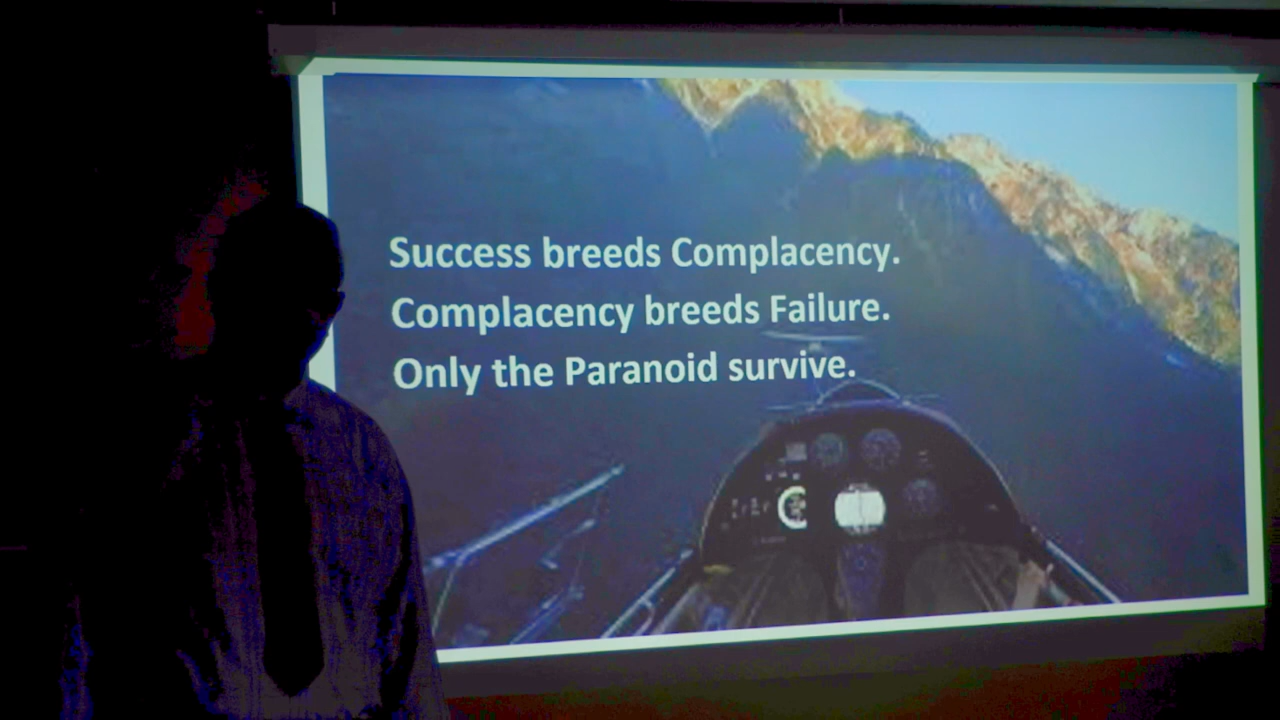 Success breeds Complacency.
Complacency breeds Failure.
Only the Paranoid survive.